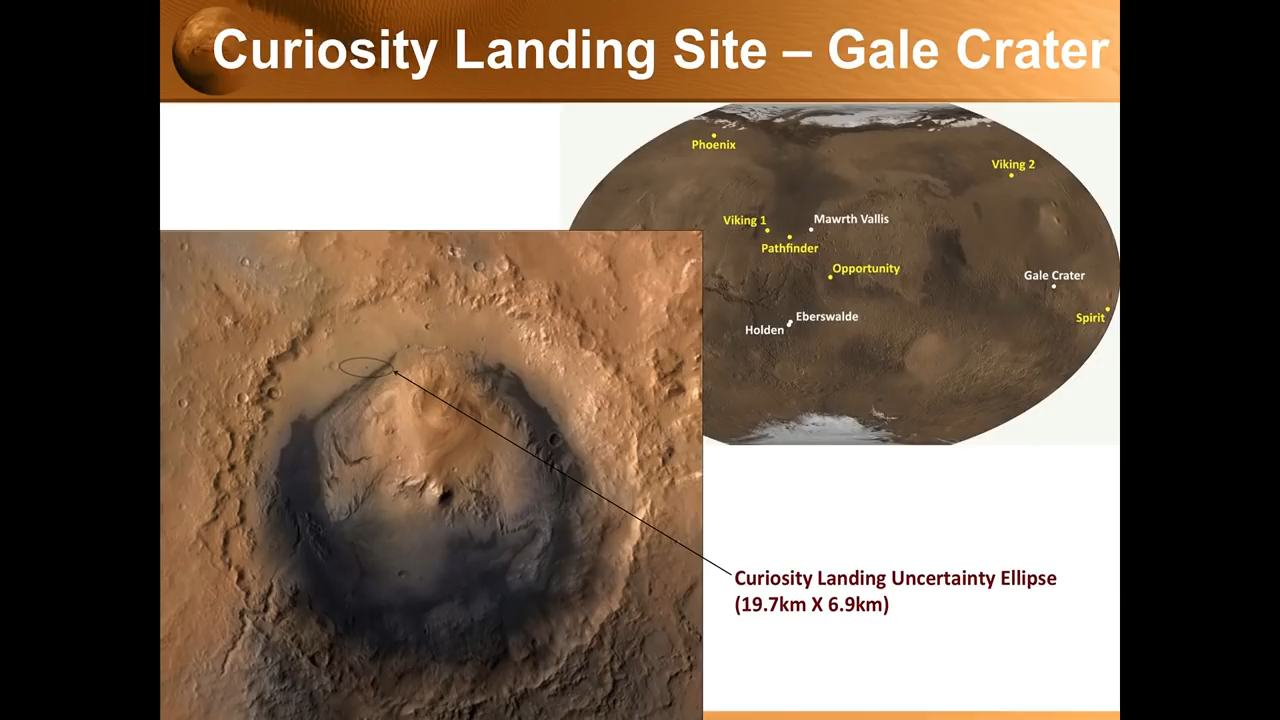 Curiosity Landing Site – Gale Crater
Phoenix
Viking 2
Viking 1
Mawrth Vallis
Pathfinder
Opportunity
Gale Crater
Eberswalde
Spirit
Holden
Curiosity Landing Uncertainty Ellipse
(19.7km X 6.9km)